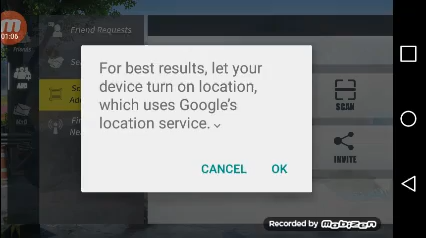 01:06
Friend Requests
For best results, let your
device turn on location,
which uses Google's
location service.
CANCEL
OK
SCAN
INVITE
Recorded by Mobizen